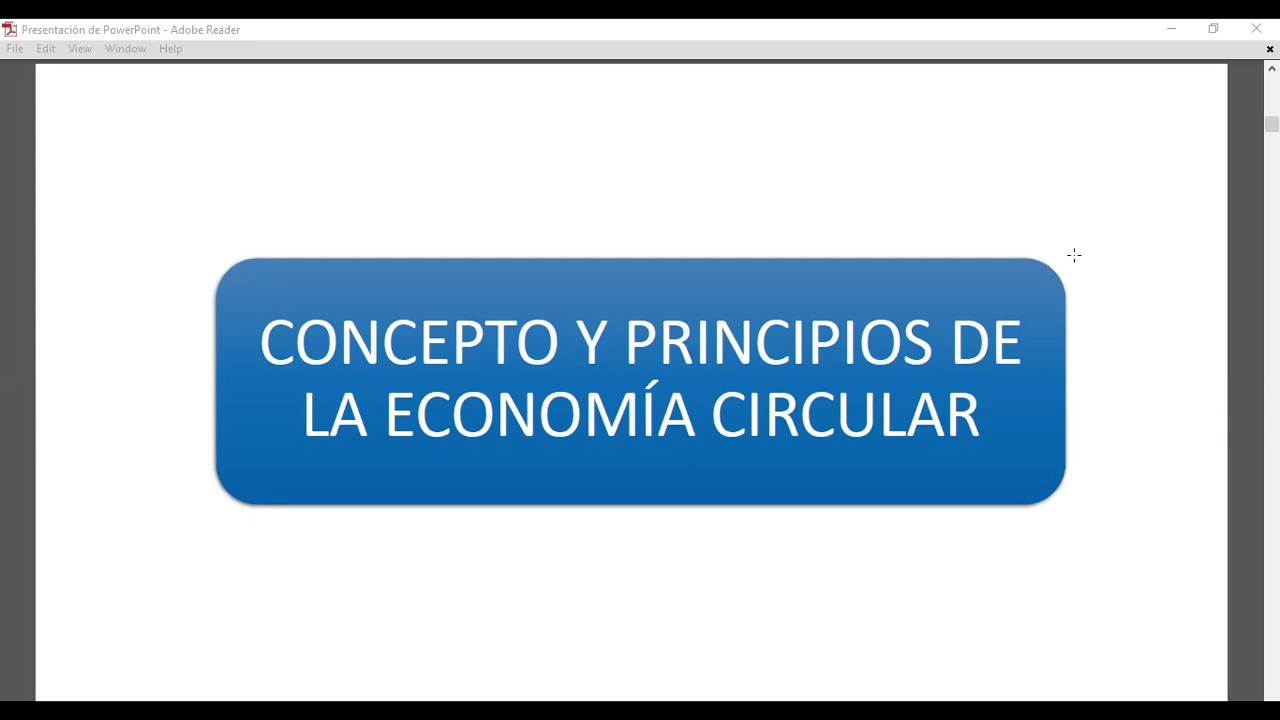 Presentación de PowerPoint - Adobe Reader
File Edit View Window Help
CONCEPTO Y PRINCIPIOS DE
LA ECONOMÍA CIRCULAR